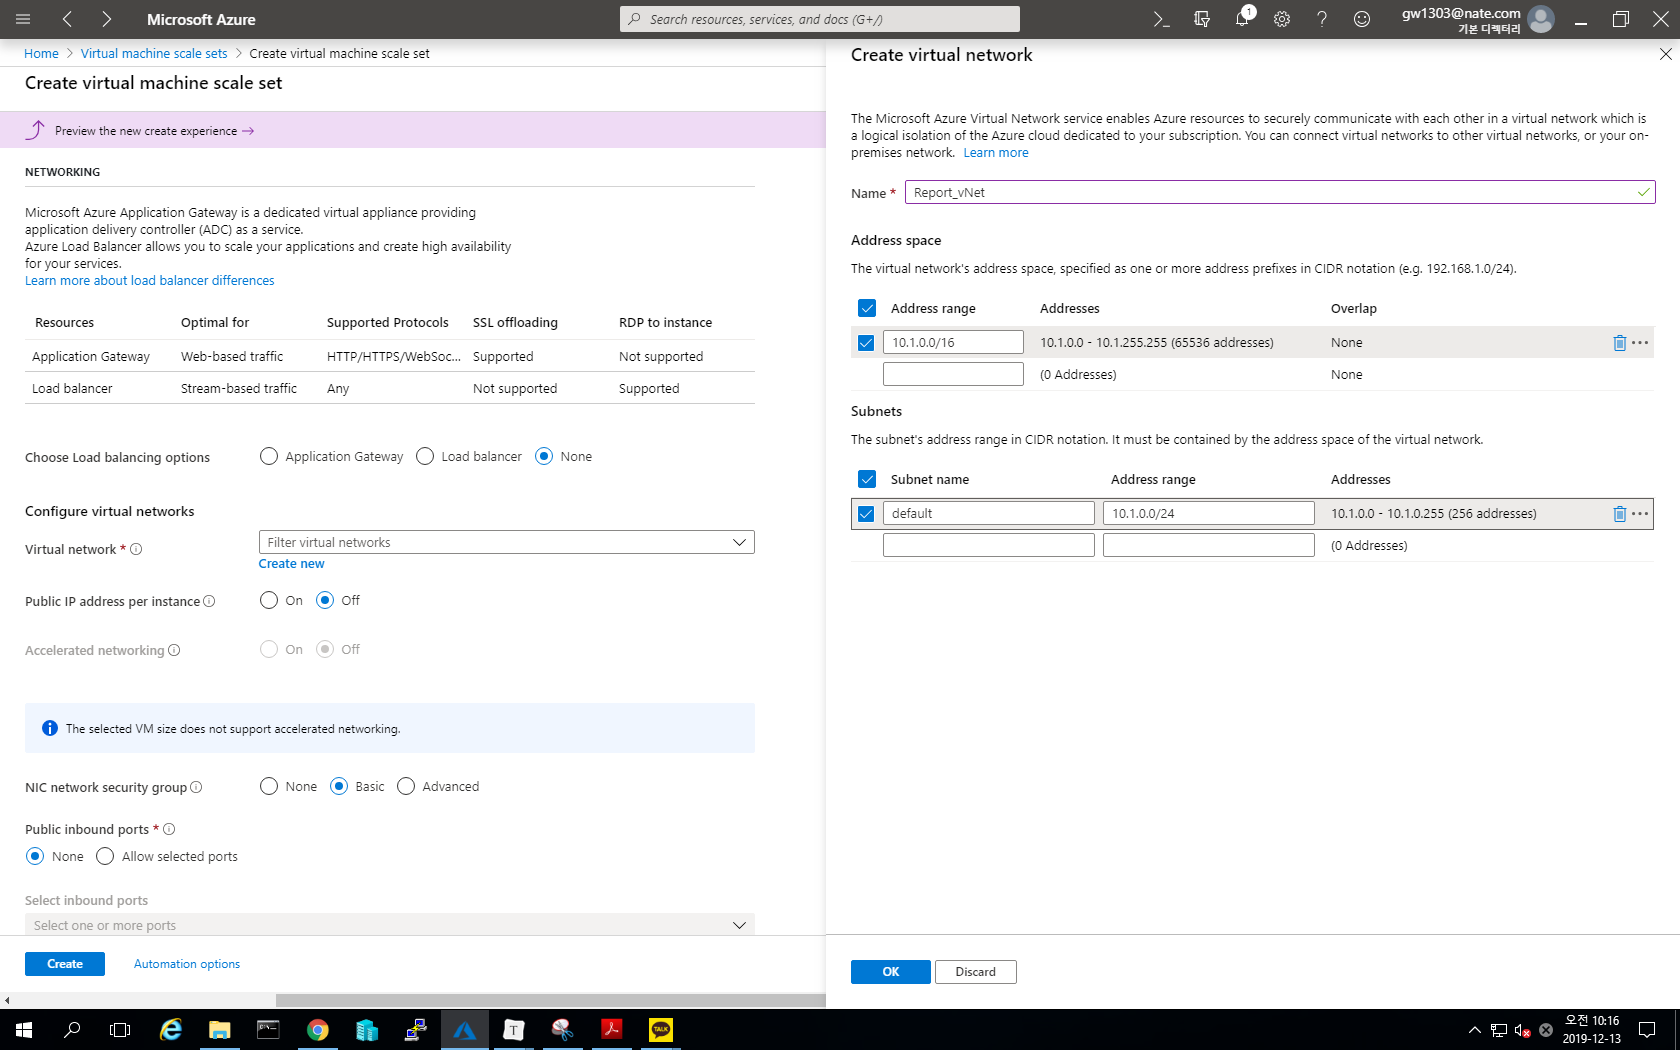 Microsoft Azure
Search resources, services, and docs (G+/)
1
gw1303@nate.com
기본 디렉터리
Home > Virtual machine scale sets > Create virtual machine scale set
Create virtual machine scale set
Preview the new create experience →
NETWORKING
Microsoft Azure Application Gateway is a dedicated virtual appliance providing
application delivery controller (ADC) as a service.
Azure Load Balancer allows you to scale your applications and create high availability
for your services.
Learn more about load balancer differences
Resources Optimal for Supported Protocols SSL offloading RDP to instance
Application Gateway Web-based traffic HTTP/HTTPS/WebSoc... Supported Not supported
Load balancer Stream-based traffic Any Not supported Supported
Choose Load balancing options Application Gateway Load balancer None
Configure virtual networks
Virtual network * Filter virtual networks
Create new
Public IP address per instance On Off
Accelerated networking On Off
The selected VM size does not support accelerated networking.
NIC network security group None Basic Advanced
Public inbound ports *
None Allow selected ports
Select inbound ports
Select one or more ports
Create Automation options
Create virtual network
The Microsoft Azure Virtual Network service enables Azure resources to securely communicate with each other in a virtual network which is
a logical isolation of the Azure cloud dedicated to your subscription. You can connect virtual networks to other virtual networks, or your on-
premises network. Learn more
Name * Report_vNet
Address space
The virtual network's address space, specified as one or more address prefixes in CIDR notation (e.g. 192.168.1.0/24).
Address range Addresses Overlap
10.1.0.0/16 10.1.0.0 - 10.1.255.255 (65536 addresses) None
(0 Addresses) None
Subnets
The subnet's address range in CIDR notation. It must be contained by the address space of the virtual network.
Subnet name Address range Addresses
default 10.1.0.0/24 10.1.0.0 - 10.1.0.255 (256 addresses)
(0 Addresses)
OK Discard
T
TALK
오전 10:16
2019-12-13